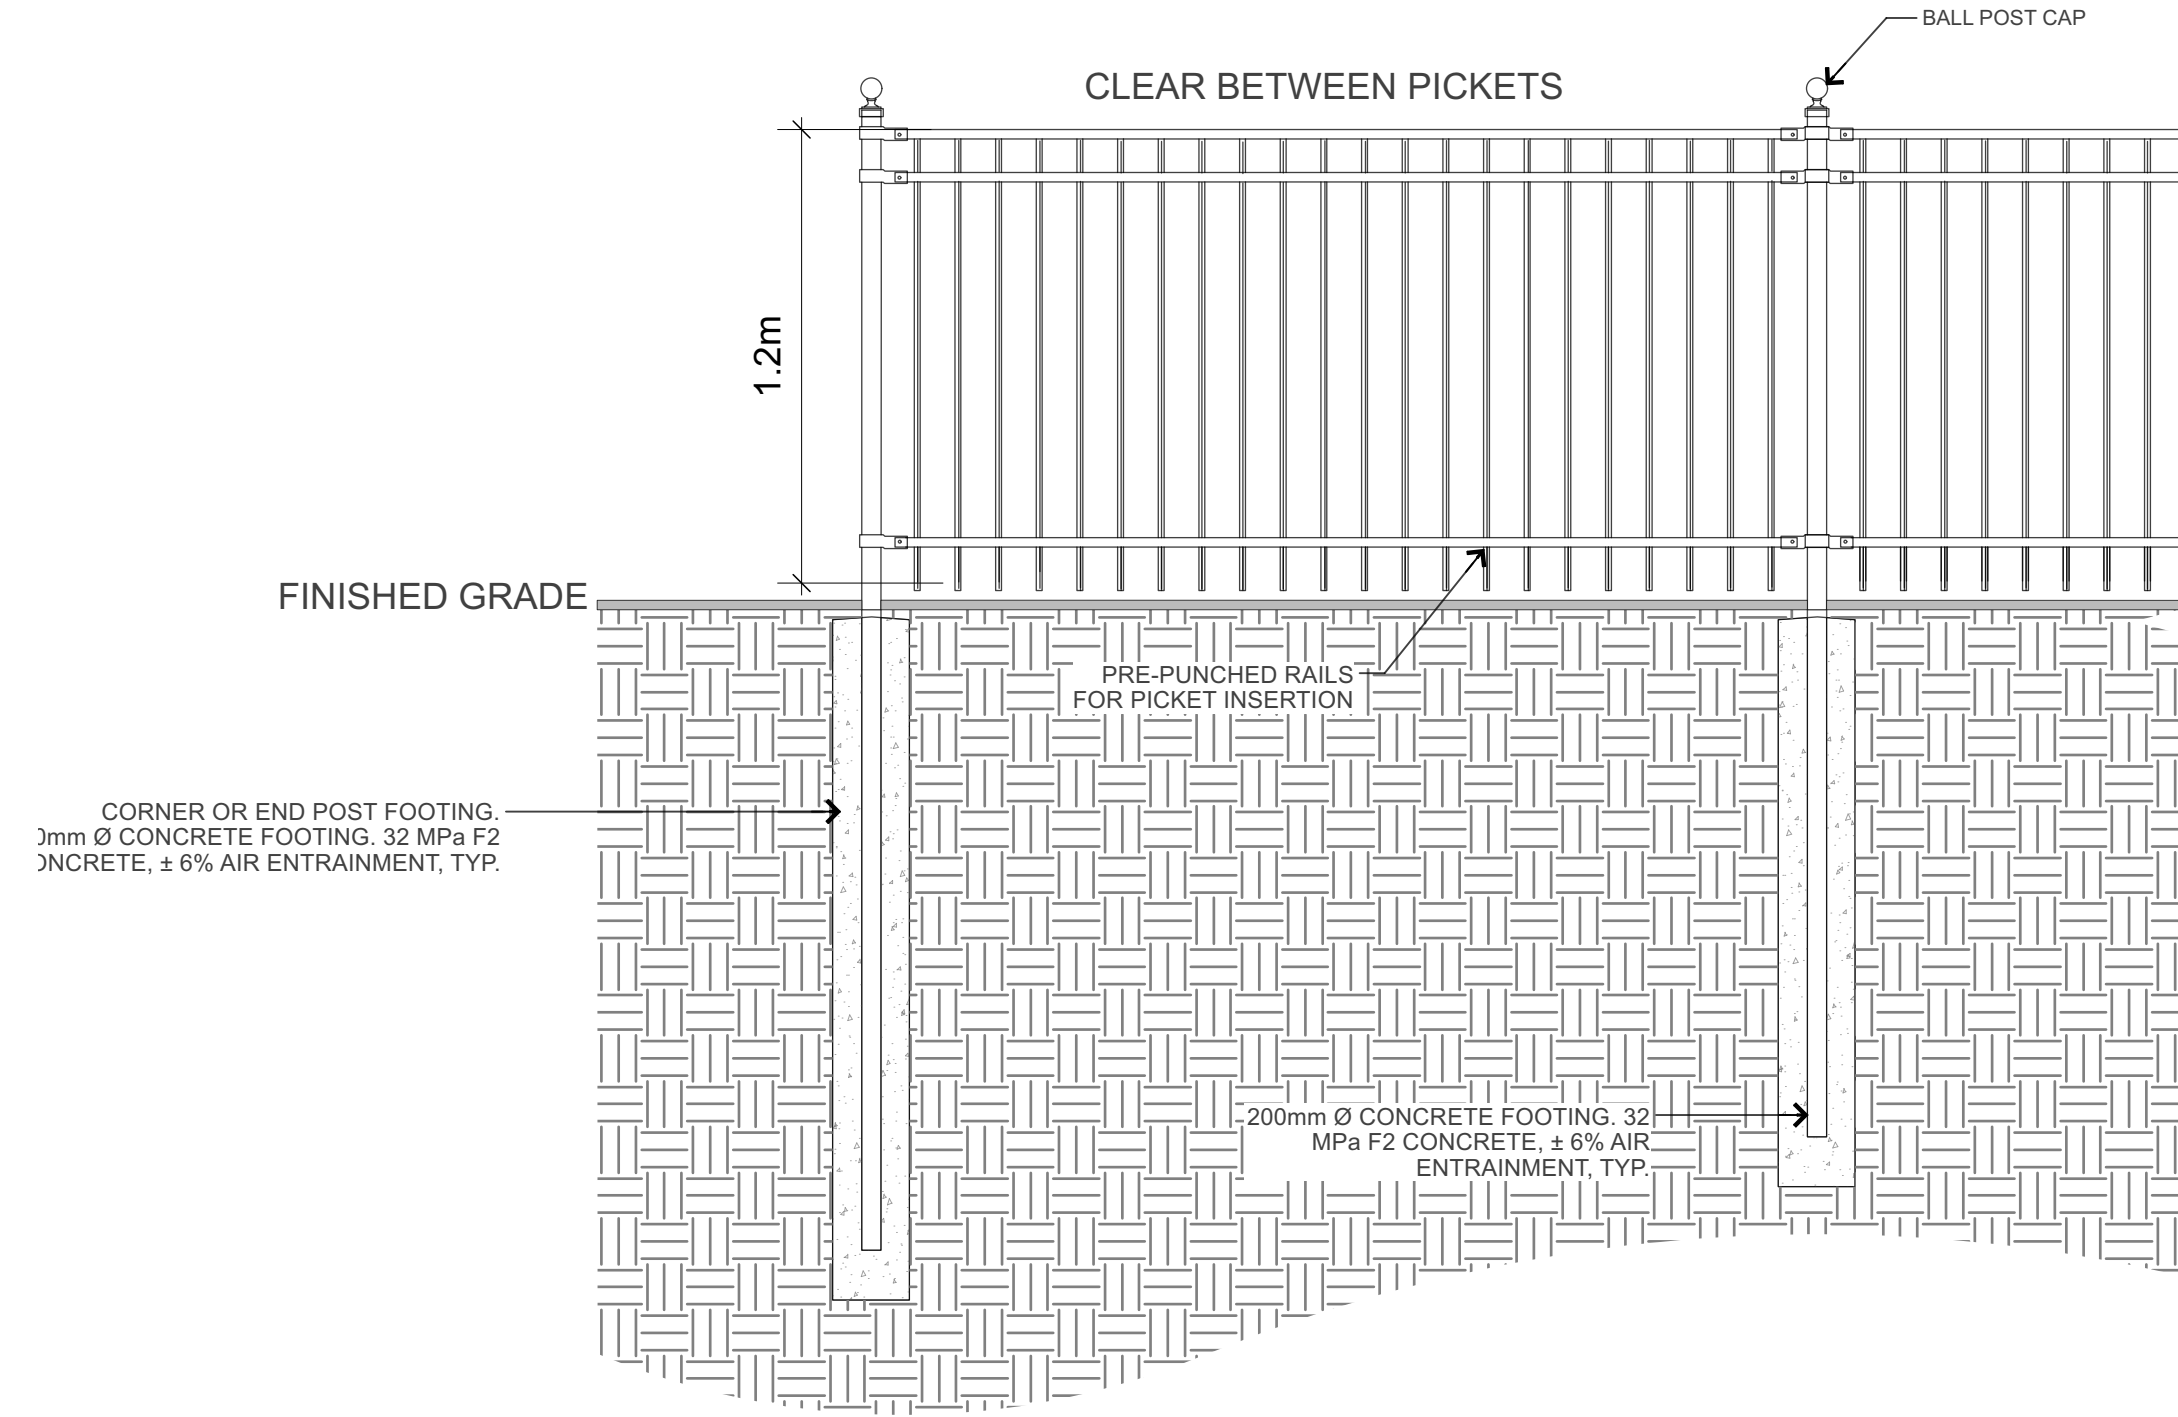 BALL POST CAP
CLEAR BETWEEN PICKETS
1.2m
FINISHED GRADE
PRE-PUNCHED RAILS
FOR PICKET INSERTION
CORNER OR END POST FOOTING.
Ø CONCRETE FOOTING. 32 MPa F2
± 6% AIR ENTRAINMENT, TYP.
200mm Ø CONCRETE FOOTING. 32
MPa F2 CONCRETE, ± 6% AIR
ENTRAINMENT, TYP.